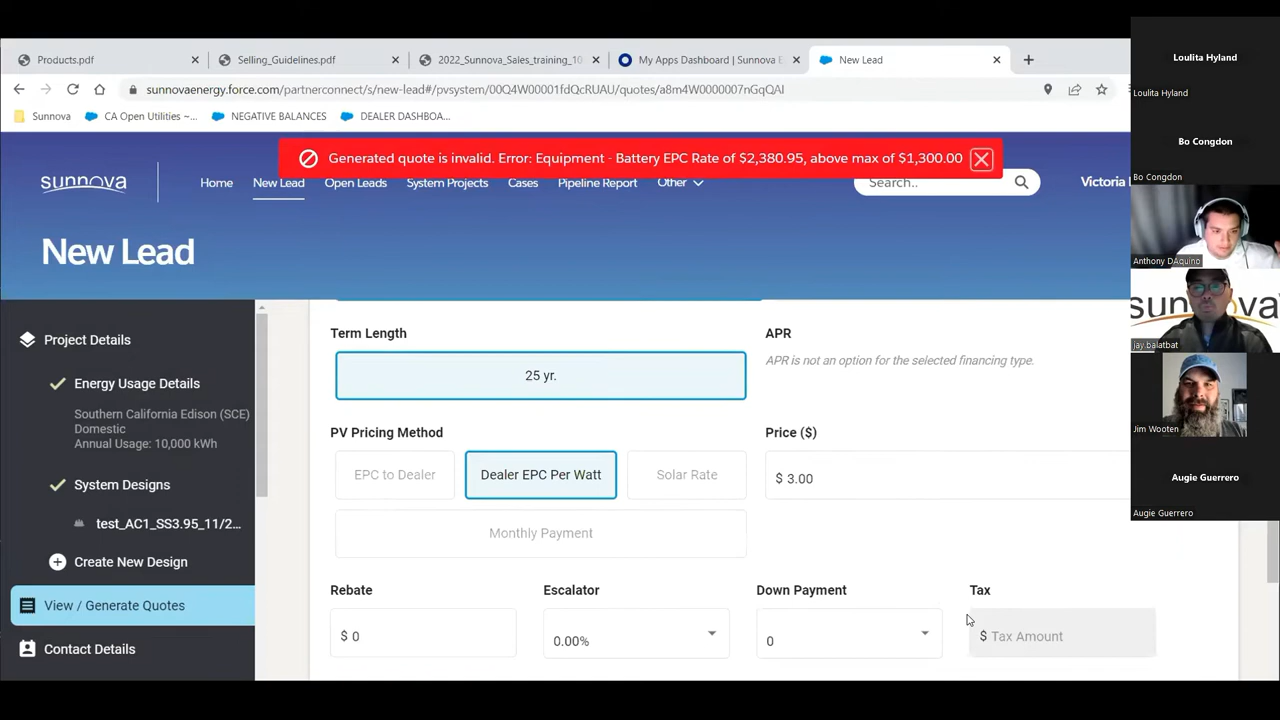 Products.pdf
Selling_Guidelines.pdf
2022_Sunnova_Sales_training_10
My Apps Dashboard | Sunnova E
New Lead
sunnovaenergy.force.com/partnerconnect/s/new-lead#/pvsystem/00Q4W00001fdQcRUAU/quotes/a8m4W0000007nGqQAI
Sunnova
CA Open Utilities ~...
NEGATIVE BALANCES
DEALER DASHBOA...
Generated quote is invalid. Error: Equipment - Battery EPC Rate of $2,380.95, above max of $1,300.00
sunnova
Home
New Lead
Open Leads
System Projects
Cases
Pipeline Report
Other
Search..
Victoria
New Lead
Project Details
Energy Usage Details
Southern California Edison (SCE)
Domestic
Annual Usage: 10,000 kWh
System Designs
test_AC1_SS3.95_11/2...
Create New Design
View / Generate Quotes
Contact Details
Term Length
25 yr.
APR
APR is not an option for the selected financing type.
PV Pricing Method
EPC to Dealer
Dealer EPC Per Watt
Solar Rate
Monthly Payment
Price ($)
$ 3.00
Rebate
$ 0
Escalator
0.00%
Down Payment
0
Tax
$ Tax Amount
Loulita Hyland
Loulita Hyland
Bo Congdon
Bo Congdon
Anthony DAquino
sunnova
jay.balatbat
Jim Wooten
Augie Guerrero
Augie Guerrero